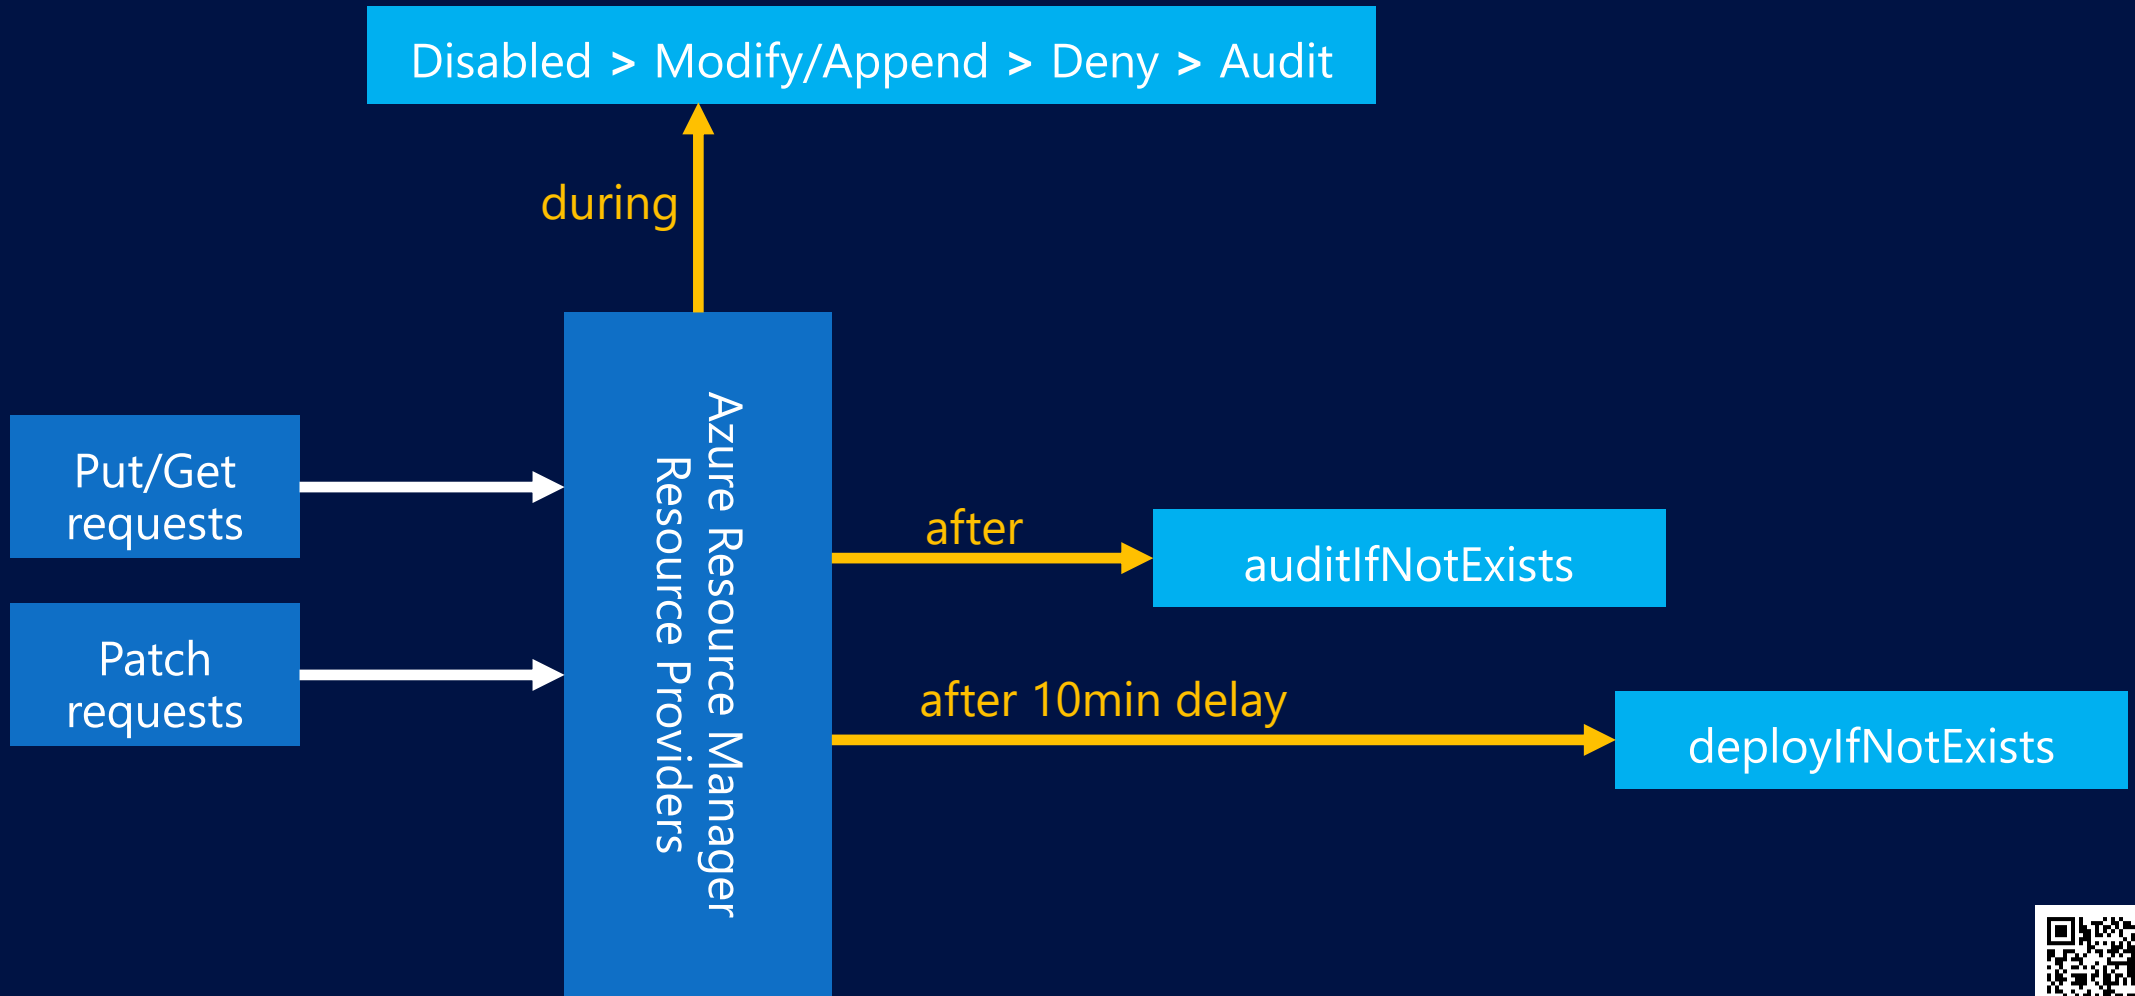 Disabled > Modify/Append > Deny > Audit
during
Put/Get
requests
Patch
requests
Azure Resource Manager
Resource Providers
after
auditIfNotExists
after 10min delay
deployIfNotExists